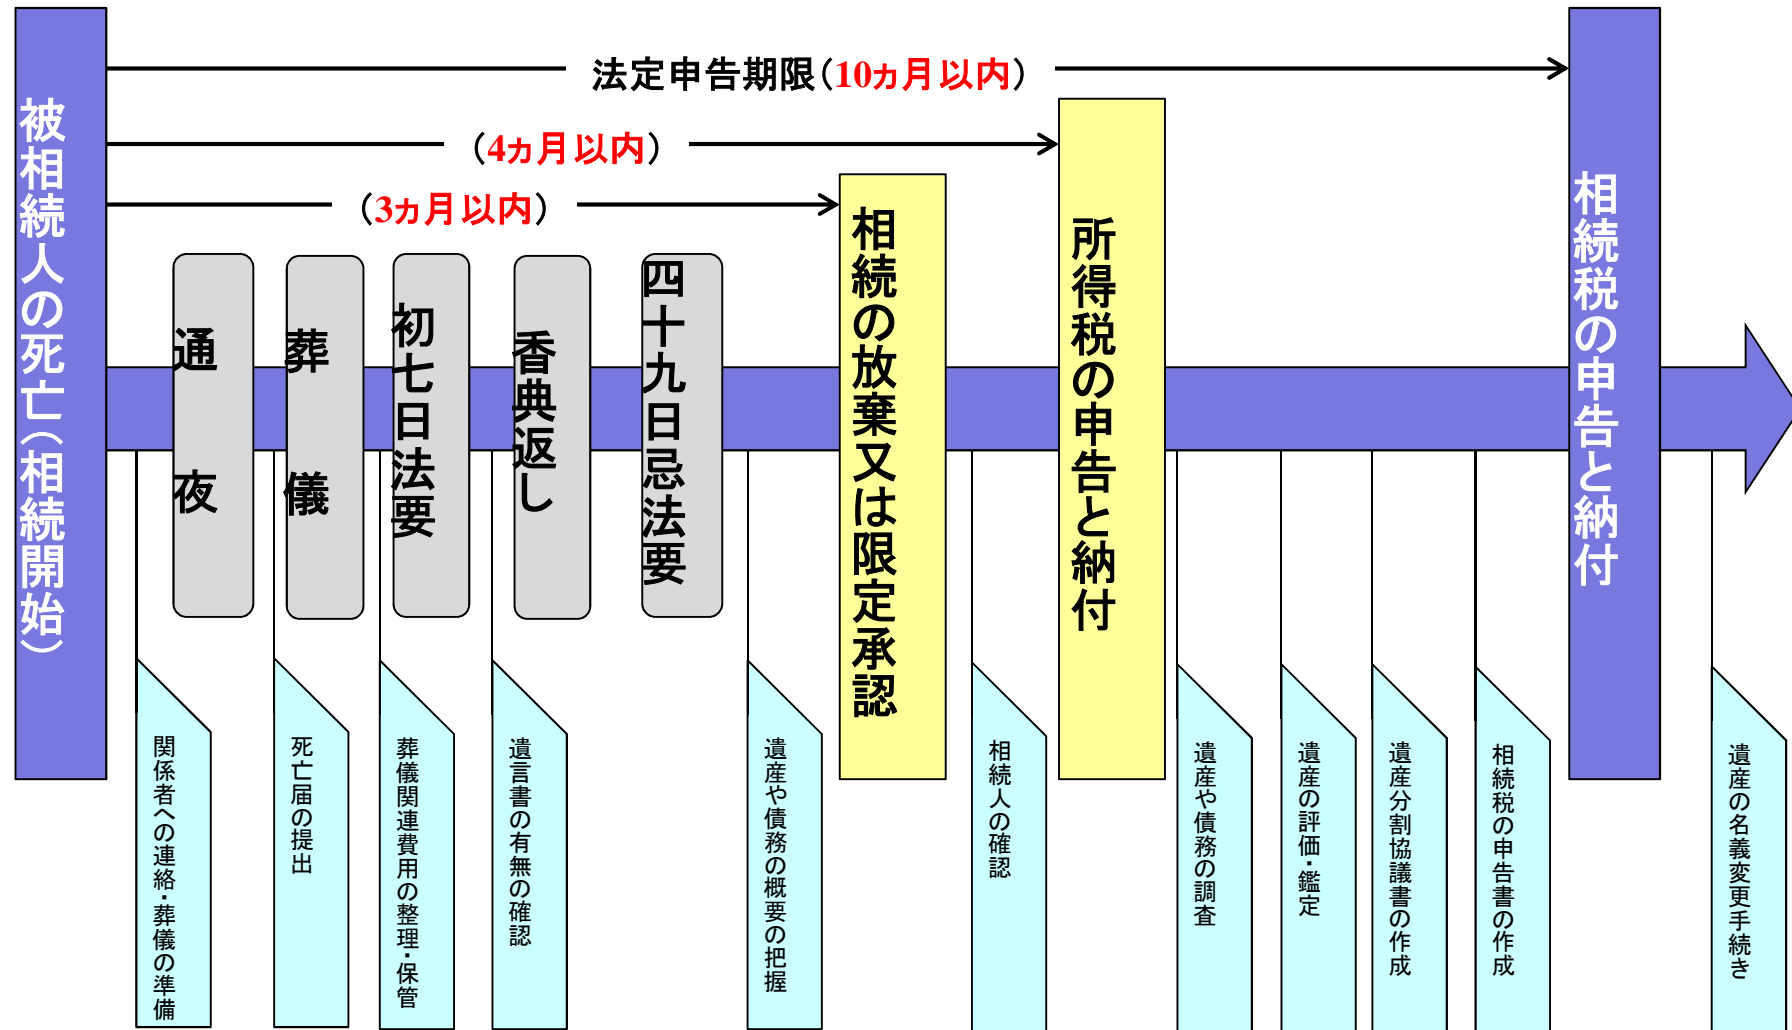 法定申告期限（10ヵ月以内）
（4ヵ月以内）
（3ヵ月以内）
被相続人の死亡（相続開始）
通夜
葬儀
初七日法要
香典返し
四十九日忌法要
相続の放棄又は限定承認
所得税の申告と納付
相続税の申告と納付
関係者への連絡・葬儀の準備
死亡届の提出
葬儀関連費用の整理・保管
遺言書の有無の確認
遺産や債務の概要の把握
相続人の確認
遺産や債務の調査
遺産の評価・鑑定
遺産分割協議書の作成
相続税の申告書の作成
遺産の名義変更手続き